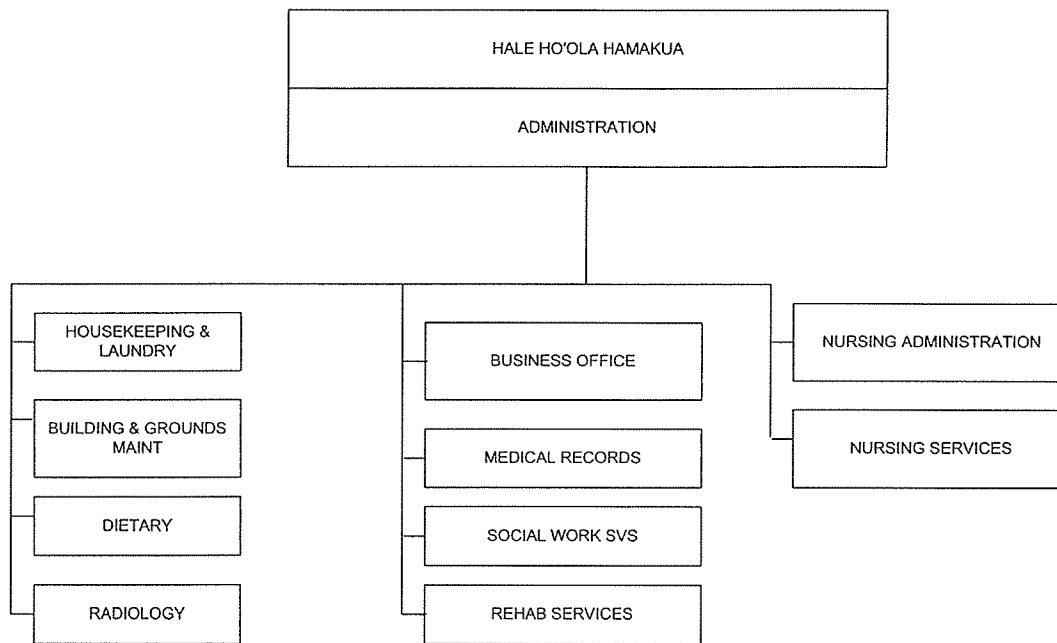 HALE HO'OLA HAMAKUA
ADMINISTRATION
HOUSEKEEPING &
LAUNDRY
BUILDING & GROUNDS
MAINT
DIETARY
RADIOLOGY
BUSINESS OFFICE
MEDICAL RECORDS
SOCIAL WORK SVS
REHAB SERVICES
NURSING ADMINISTRATION
NURSING SERVICES